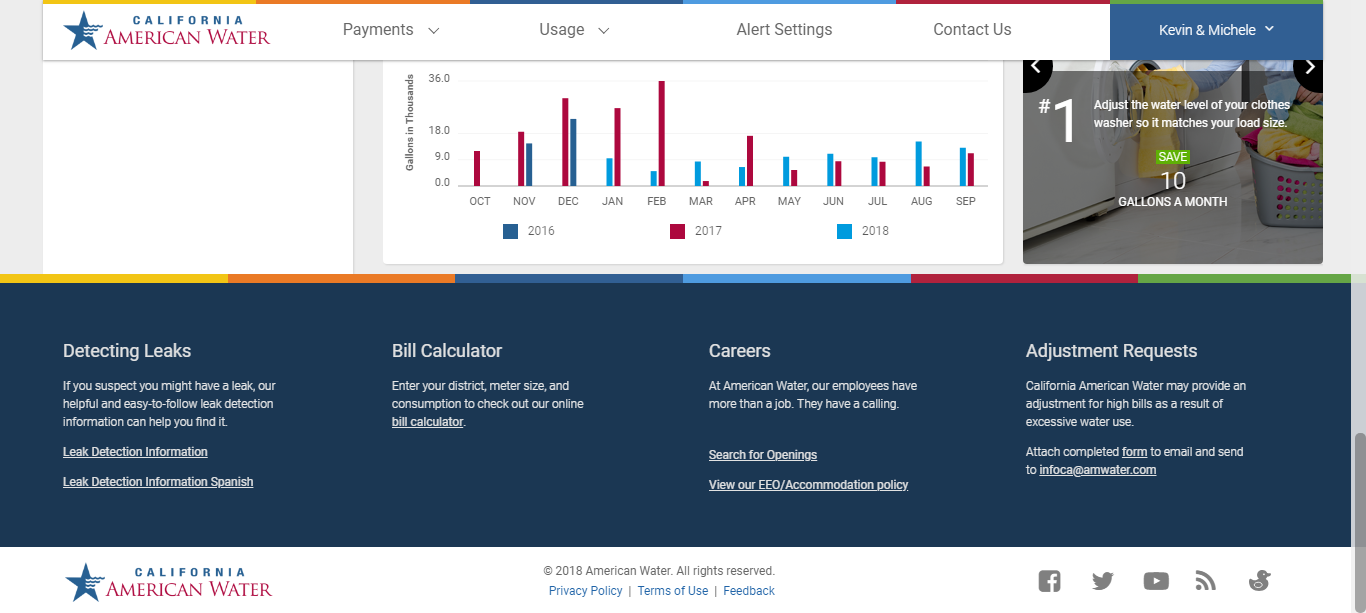 CALIFORNIA
AMERICAN WATER
Payments
Usage
Alert Settings
Contact Us
Kevin & Michele
Gallons in Thousands
36.0
18.0
9.0
0.0
OCT NOV DEC JAN FEB MAR APR MAY JUN JUL AUG SEP
2016 2017 2018
#1
Adjust the water level of your clothes
washer so it matches your load size.
SAVE
10
GALLONS A MONTH
Detecting Leaks
If you suspect you might have a leak, our
helpful and easy-to-follow leak detection
information can help you find it.
Leak Detection Information
Leak Detection Information Spanish
Bill Calculator
Enter your district, meter size, and
consumption to check out our online
bill calculator.
Careers
At American Water, our employees have
more than a job. They have a calling.
Search for Openings
View our EEO/Accommodation policy
Adjustment Requests
California American Water may provide an
adjustment for high bills as a result of
excessive water use.
Attach completed form to email and send
to infoca@amwater.com
CALIFORNIA
AMERICAN WATER
© 2018 American Water. All rights reserved.
Privacy Policy | Terms of Use | Feedback